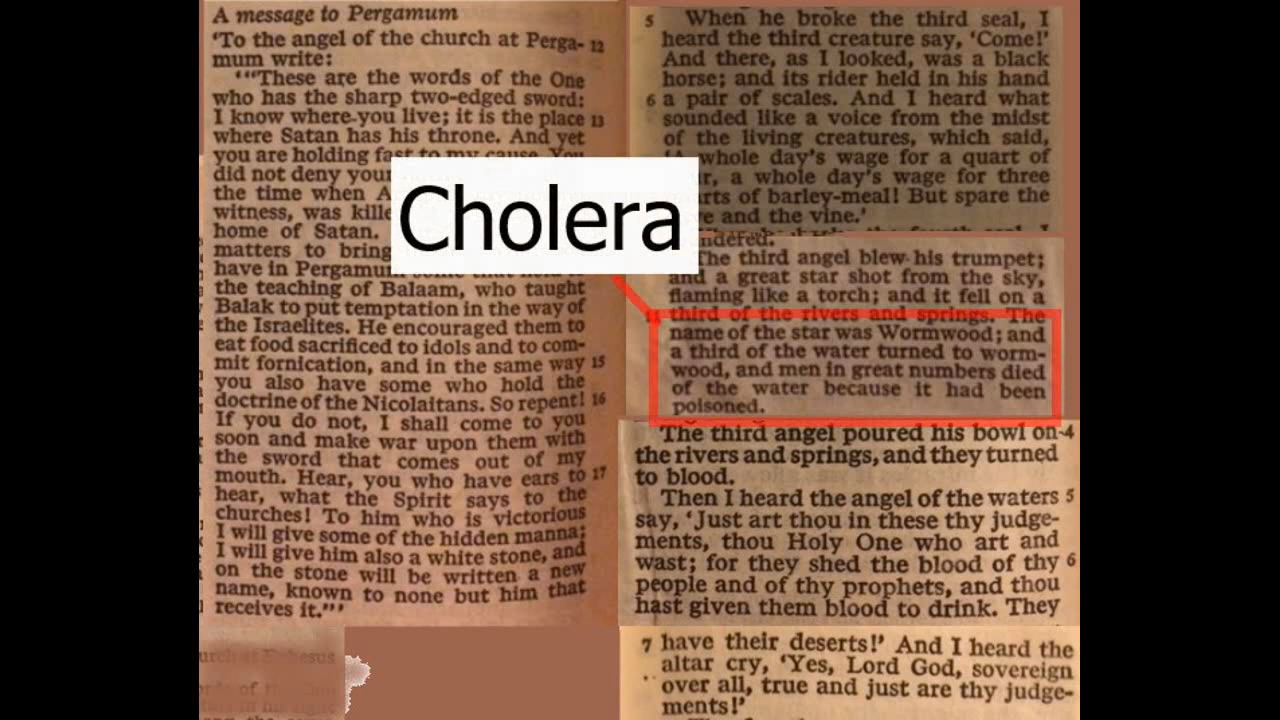 A message to Pergamum
'To the angel of the church at Perga- 12
mum write:
'"These are the words of the One
who has the sharp two-edged sword:
I know where you live; it is the place 13
where Satan has his throne. And yet
you are holding fast to my cause. You
did not deny your
the time when
witness, was kille
home of Satan.
matters to bring
have in Pergamum some that hold
the teaching of Balaam, who taught
Balak to put temptation in the way of
the Israelites. He encouraged them to
eat food sacrificed to idols and to com-
mit fornication, and in the same way 15
you also have some who hold the
doctrine of the Nicolaitans. So repent! 16
If you do not, I shall come to you
soon and make war upon them with
the sword that comes out of my
mouth. Hear, you who have ears to 17
hear, what the Spirit says to the
churches! To him who is victorious
I will give some of the hidden manna;
I will give him also a white stone, and
on the stone will be written a new
name, known to none but him that
receives it."'
Cholera
5 When he broke the third seal, I
heard the third creature say, 'Come!'
And there, as I looked, was a black
horse; and its rider held in his hand
6 a pair of scales. And I heard what
sounded like a voice from the midst
of the living creatures, which said,
'A whole day's wage for a quart of
ur, a whole day's wage for three
arts of barley-meal! But spare the
ve and the vine.'
ndered.
The third angel blew his trumpet;
and a great star shot from the sky,
flaming like a torch; and it fell on a
third of the rivers and springs. The
name of the star was Wormwood; and
a third of the water turned to worm-
wood, and men in great numbers died
of the water because it had been
poisoned.
The third angel poured his bowl on 4
the rivers and springs, and they turned
to blood.
Then I heard the angel of the waters 5
say, 'Just art thou in these thy judge-
ments, thou Holy One who art and
wast; for they shed the blood of thy 6
people and of thy prophets, and thou
hast given them blood to drink. They
7 have their deserts!' And I heard the
altar cry, 'Yes, Lord God, sovereign
over all, true and just are thy judge-
ments!'